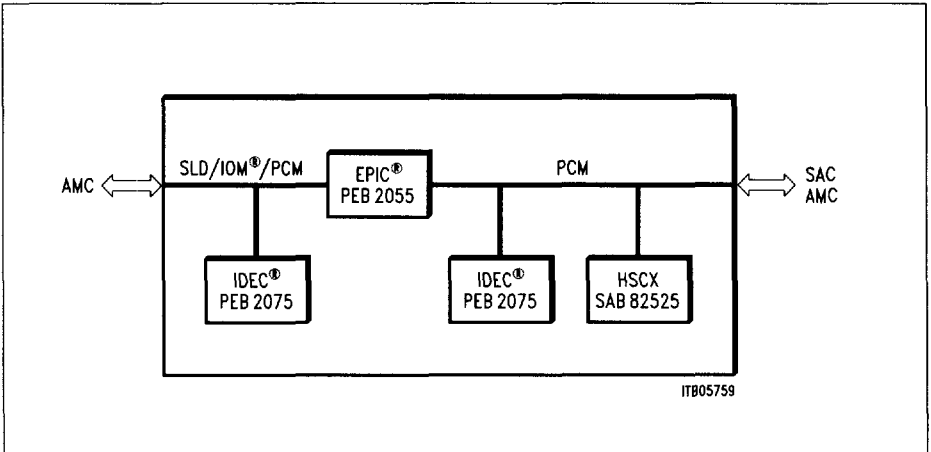 SLD/IOM®/PCM
EPIC®
PEB 2055
PCM
AMC
SAC
AMC
IDEC®
PEB 2075
IDEC®
PEB 2075
HSCX
SAB 82525
ITB05759